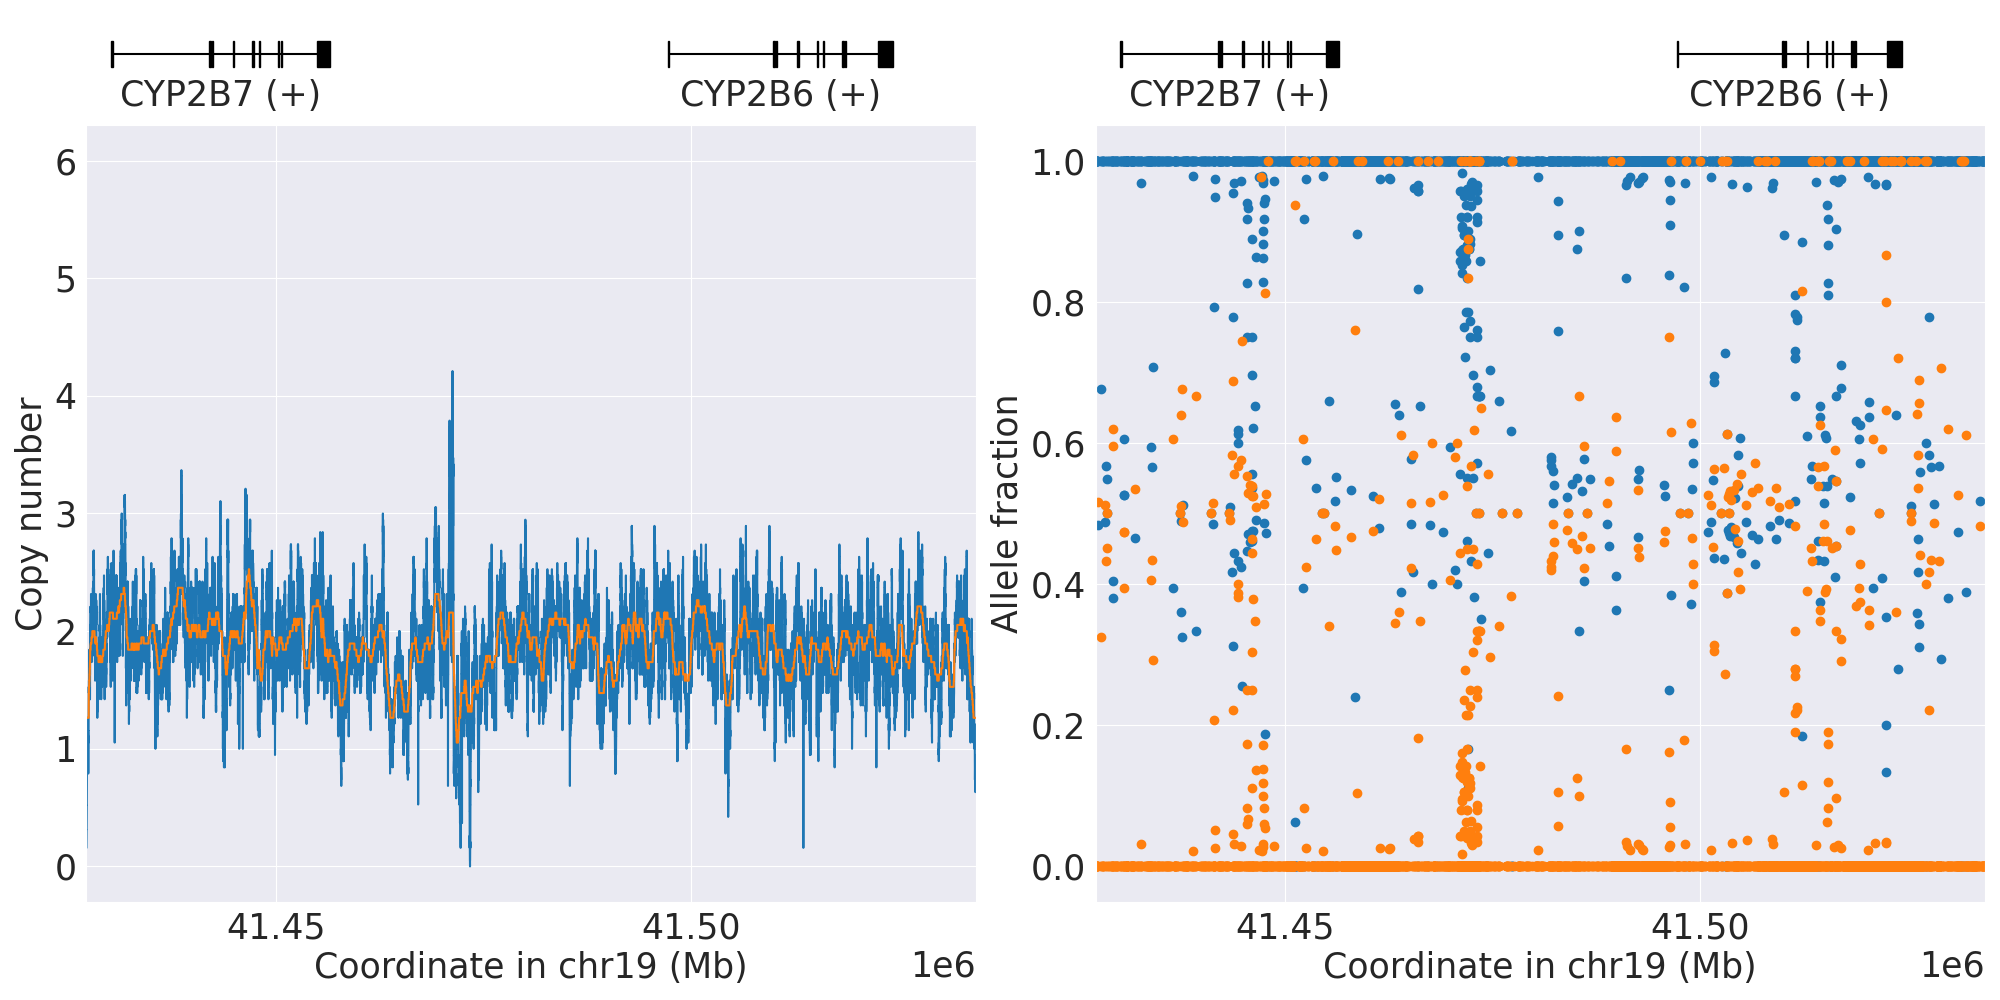 CYP2B7 (+)
CYP2B6 (+)
CYP2B7 (+)
CYP2B6 (+)
Copy number
6
5
4
3
2
1
0
41.45
41.50
Coordinate in chr19 (Mb)
1e6
Allele fraction
1.0
0.8
0.6
0.4
0.2
0.0
41.45
41.50
Coordinate in chr19 (Mb)
1e6